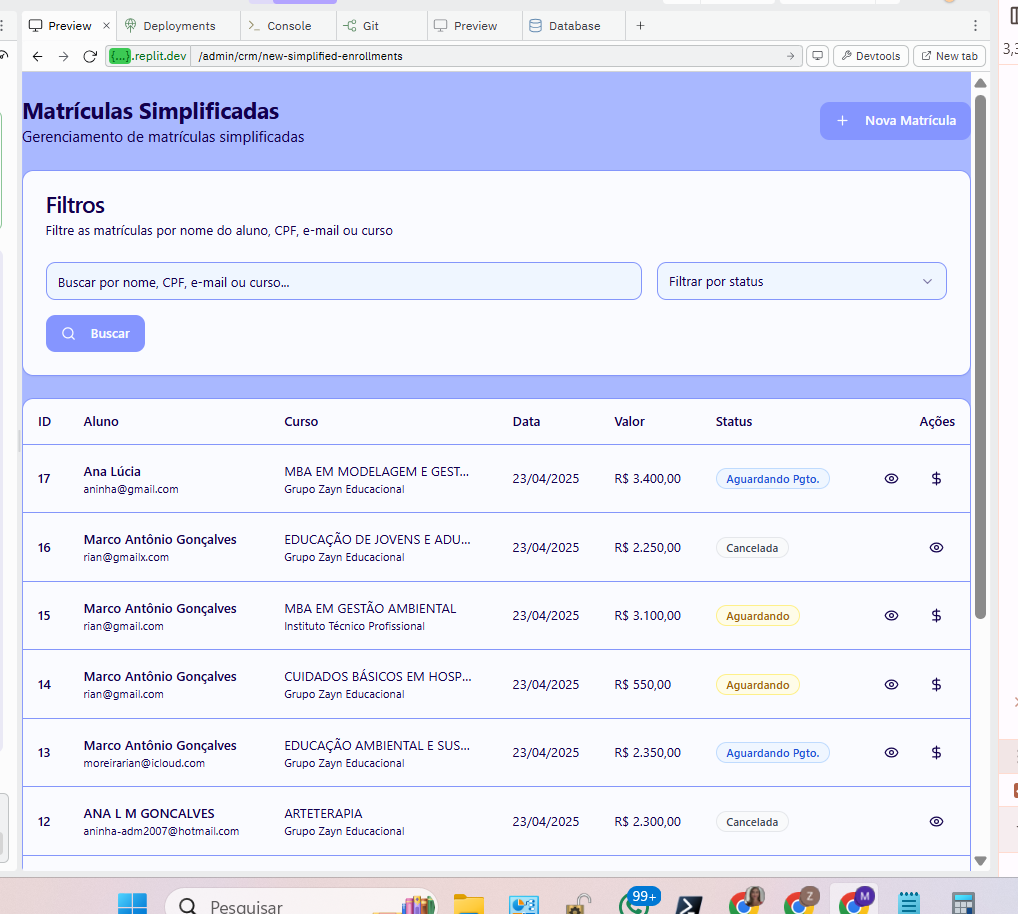 Preview × Deployments Console Git Preview Database +
{...}.replit.dev /admin/crm/new-simplified-enrollments Devtools New tab
3,3
Matrículas Simplificadas
Gerenciamento de matrículas simplificadas
+ Nova Matrícula
Filtros
Filtre as matrículas por nome do aluno, CPF, e-mail ou curso
Buscar por nome, CPF, e-mail ou curso... Filtrar por status
Buscar
ID Aluno Curso Data Valor Status Ações
17 Ana Lúcia MBA EM MODELAGEM E GEST... 23/04/2025 R$ 3.400,00 Aguardando Pgto. $
aninha@gmail.com Grupo Zayn Educacional
16 Marco Antônio Gonçalves EDUCAÇÃO DE JOVENS E ADU... 23/04/2025 R$ 2.250,00 Cancelada
rian@gmailx.com Grupo Zayn Educacional
15 Marco Antônio Gonçalves MBA EM GESTÃO AMBIENTAL 23/04/2025 R$ 3.100,00 Aguardando $
rian@gmail.com Instituto Técnico Profissional
14 Marco Antônio Gonçalves CUIDADOS BÁSICOS EM HOSP... 23/04/2025 R$ 550,00 Aguardando $
rian@gmail.com Grupo Zayn Educacional
13 Marco Antônio Gonçalves EDUCAÇÃO AMBIENTAL E SUS... 23/04/2025 R$ 2.350,00 Aguardando Pgto. $
moreirarian@icloud.com Grupo Zayn Educacional
12 ANA L M GONCALVES ARTETERAPIA 23/04/2025 R$ 2.300,00 Cancelada
aninha-adm2007@hotmail.com Grupo Zayn Educacional
Pesquisar 99+ Z M